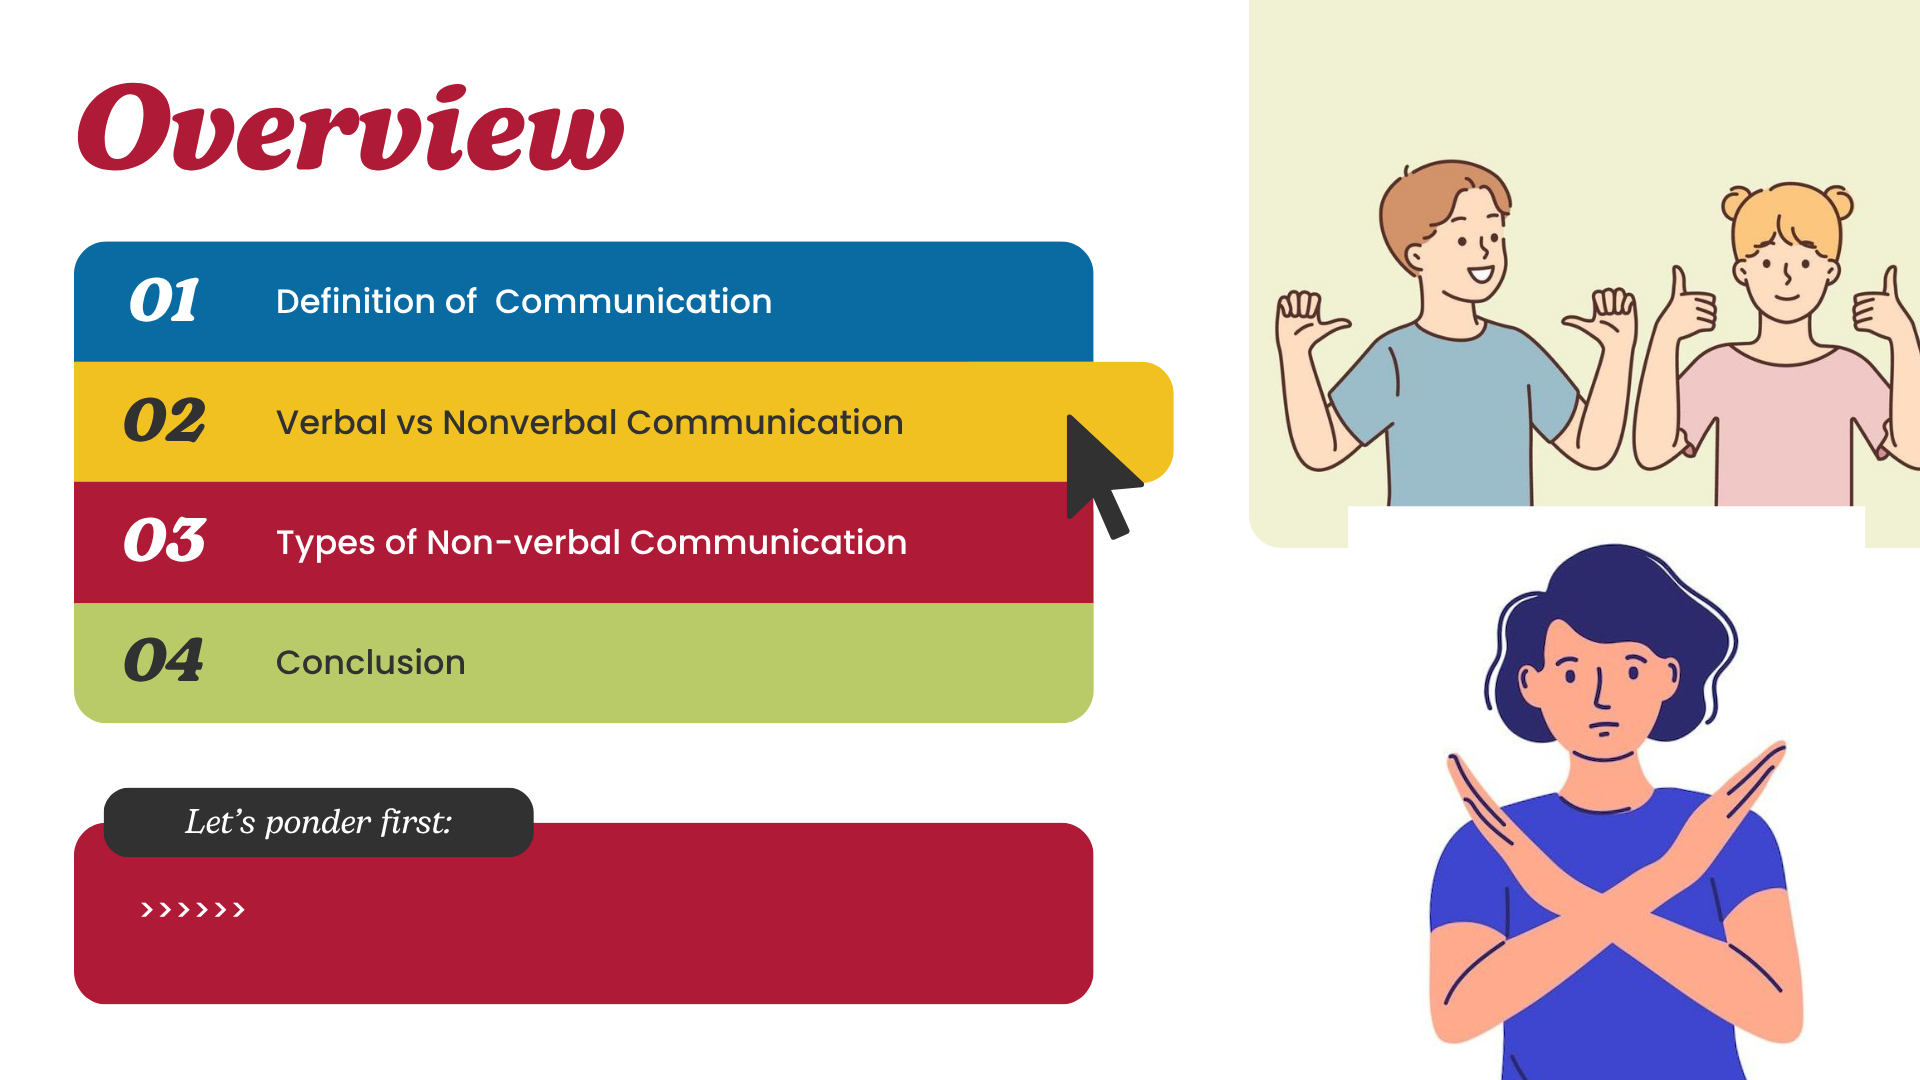 Overview
01 Definition of  Communication
02 Verbal vs Nonverbal Communication
03 Types of Non-verbal Communication
04 Conclusion
Let’s ponder first:
>>>>>>